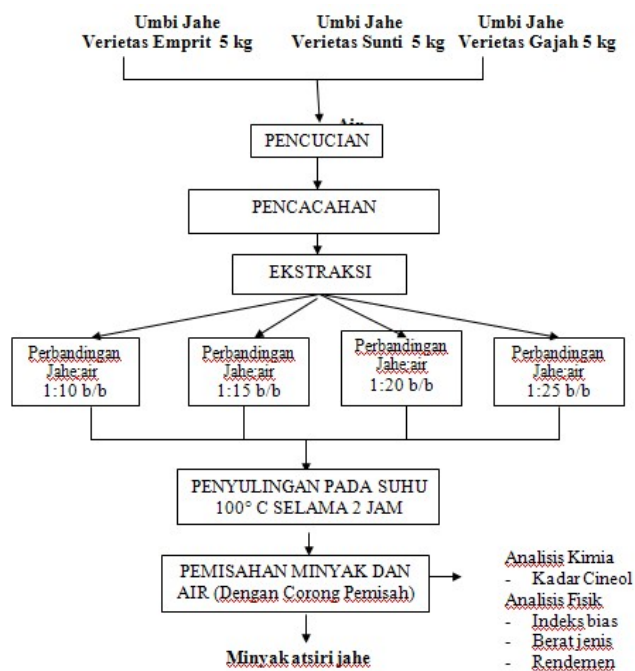 Umbi Jahe
Verietas Emprit 5 kg
Umbi Jahe
Verietas Sunti 5 kg
Umbi Jahe
Verietas Gajah 5 kg
PENCUCIAN
PENCACAHAN
EKSTRAKSI
Perbandingan
Jahe:air
1:10 b/b
Perbandingan
Jahe:air
1:15 b/b
Perbandingan
Jahe:air
1:20 b/b
Perbandingan
Jahe:air
1:25 b/b
PENYULINGAN PADA SUHU
100° C SELAMA 2 JAM
PEMISAHAN MINYAK DAN
AIR (Dengan Corong Pemisah)
Analisis Kimia
- Kadar Cineol
Analisis Fisik
- Indeks bias
- Berat jenis
- Rendemen
Minyak atsiri jahe